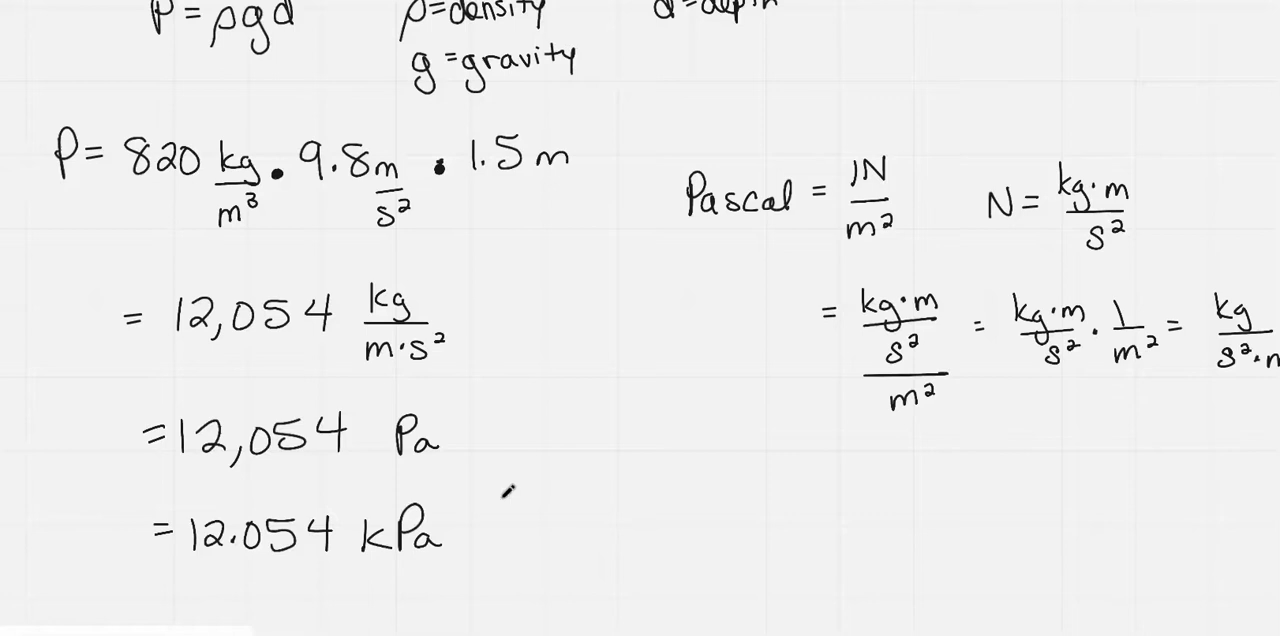 P = ρgd ρ=density d=depth
g=gravity
P= 820 kg/m³ · 9.8 m/s² · 1.5 m
= 12,054 kg/m·s²
=12,054 Pa
=12.054 kPa
Pascal = 1N/m² N = kg·m/s²
= kg·m/s²/m² = kg·m/s² · 1/m² = kg/s²·m